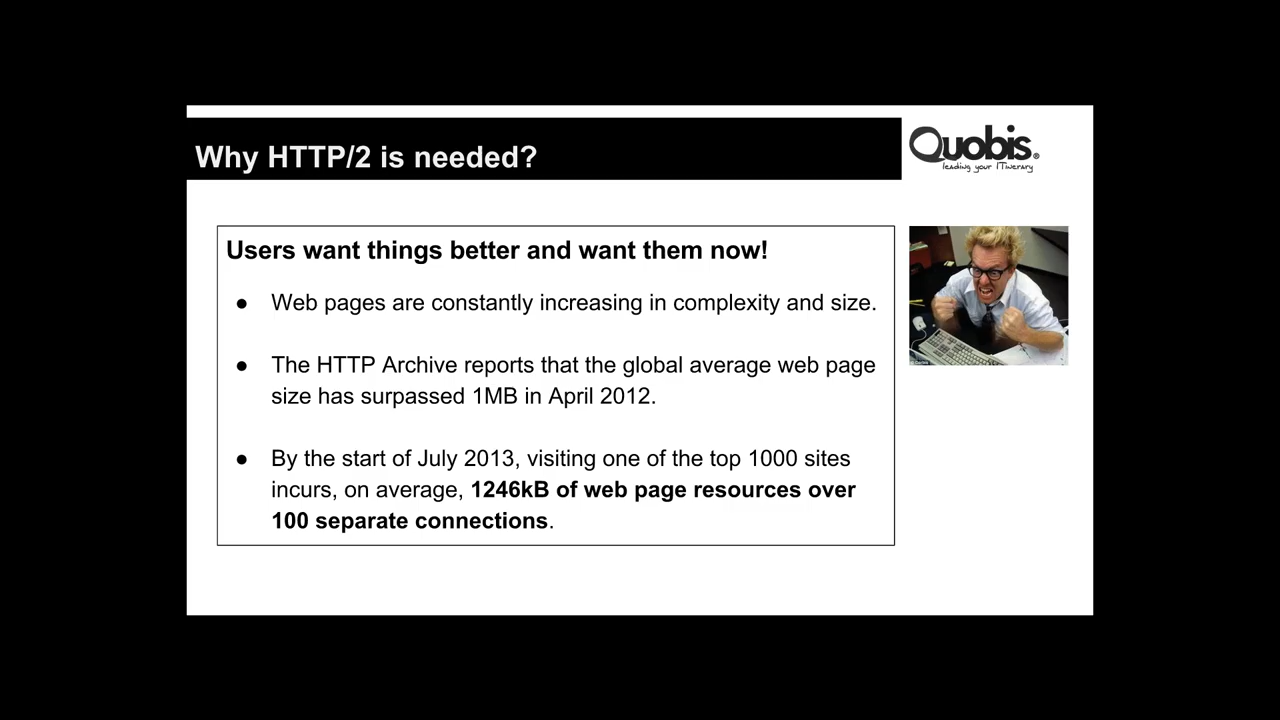 Why HTTP/2 is needed?
Quobis®
leading your ITinerary
Users want things better and want them now!
● Web pages are constantly increasing in complexity and size.
● The HTTP Archive reports that the global average web page
size has surpassed 1MB in April 2012.
● By the start of July 2013, visiting one of the top 1000 sites
incurs, on average, 1246kB of web page resources over
100 separate connections.